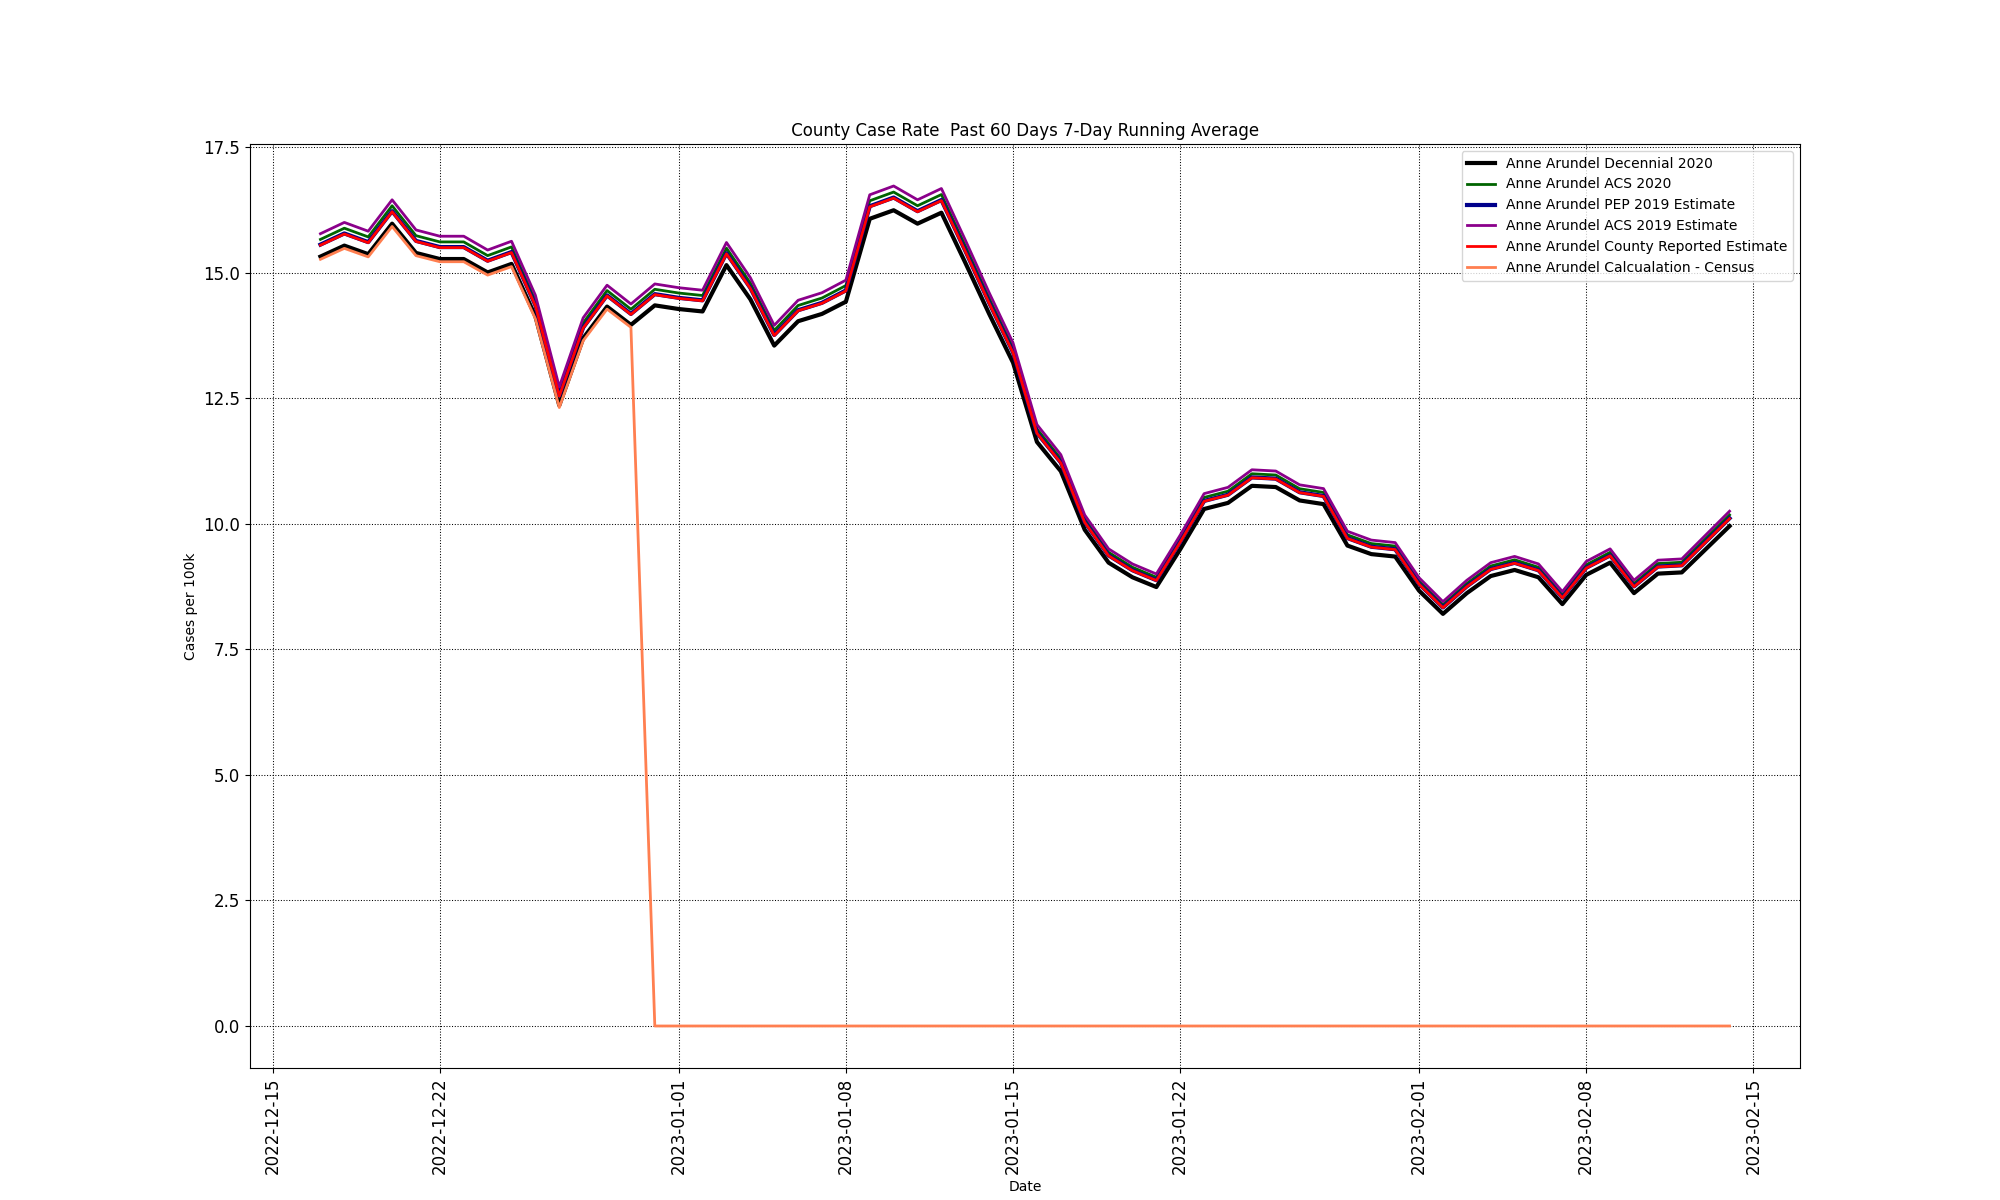 County Case Rate  Past 60 Days 7-Day Running Average
17.5
15.0
12.5
10.0
7.5
5.0
2.5
0.0
Cases per 100k
Anne Arundel Decennial 2020
Anne Arundel ACS 2020
Anne Arundel PEP 2019 Estimate
Anne Arundel ACS 2019 Estimate
Anne Arundel County Reported Estimate
Anne Arundel Calcualation - Census
2022-12-15
2022-12-22
2023-01-01
2023-01-08
2023-01-15
2023-01-22
2023-02-01
2023-02-08
2023-02-15
Date